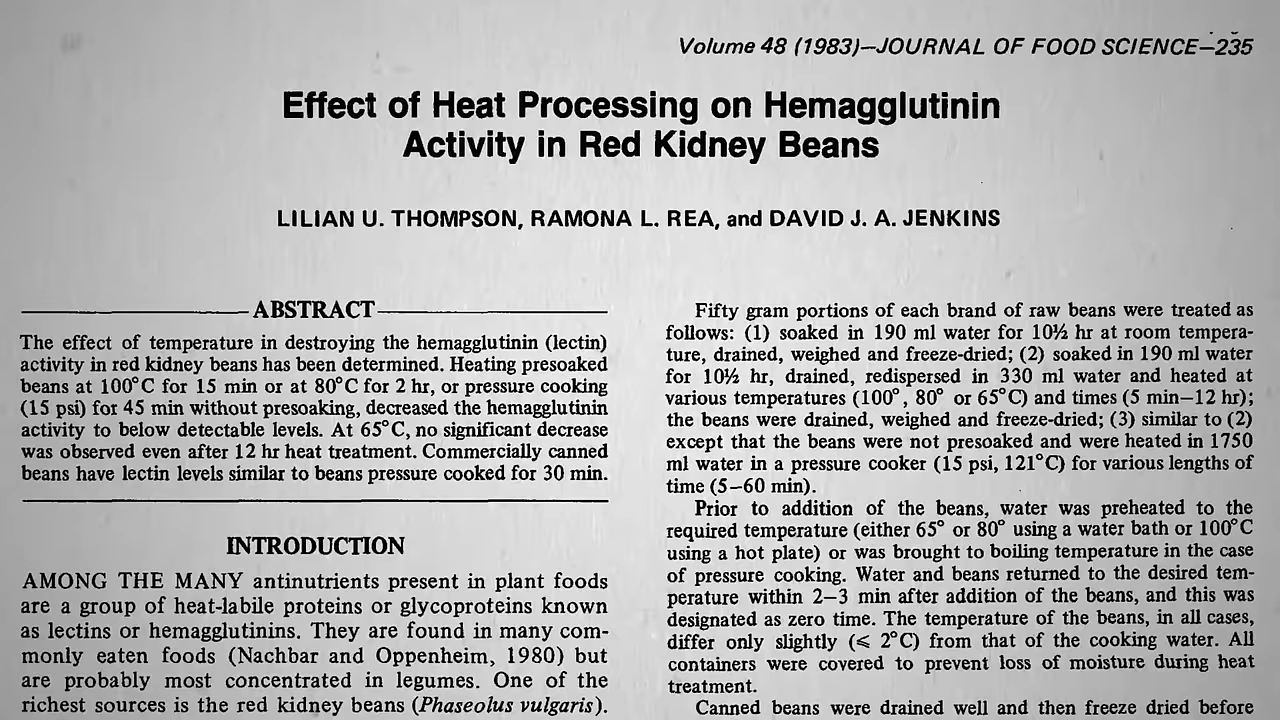 Volume 48 (1983)–JOURNAL OF FOOD SCIENCE–235
Effect of Heat Processing on Hemagglutinin
Activity in Red Kidney Beans
LILIAN U. THOMPSON, RAMONA L. REA, and DAVID J. A. JENKINS
ABSTRACT
The effect of temperature in destroying the hemagglutinin (lectin)
activity in red kidney beans has been determined. Heating presoaked
beans at 100°C for 15 min or at 80°C for 2 hr, or pressure cooking
(15 psi) for 45 min without presoaking, decreased the hemagglutinin
activity to below detectable levels. At 65°C, no significant decrease
was observed even after 12 hr heat treatment. Commercially canned
beans have lectin levels similar to beans pressure cooked for 30 min.
INTRODUCTION
AMONG THE MANY antinutrients present in plant foods
are a group of heat-labile proteins or glycoproteins known
as lectins or hemagglutinins. They are found in many com-
monly eaten foods (Nachbar and Oppenheim, 1980) but
are probably most concentrated in legumes. One of the
richest sources is the red kidney beans (Phaseolus vulgaris).
Fifty gram portions of each brand of raw beans were treated as
follows: (1) soaked in 190 ml water for 10½ hr at room tempera-
ture, drained, weighed and freeze-dried; (2) soaked in 190 ml water
for 10½ hr, drained, redispersed in 330 ml water and heated at
various temperatures (100°, 80° or 65°C) and times (5 min–12 hr);
the beans were drained, weighed and freeze-dried; (3) similar to (2)
except that the beans were not presoaked and were heated in 1750
ml water in a pressure cooker (15 psi, 121°C) for various lengths of
time (5–60 min).
Prior to addition of the beans, water was preheated to the
required temperature (either 65° or 80° using a water bath or 100°C
using a hot plate) or was brought to boiling temperature in the case
of pressure cooking. Water and beans returned to the desired tem-
perature within 2–3 min after addition of the beans, and this was
designated as zero time. The temperature of the beans, in all cases,
differ only slightly (⩽ 2°C) from that of the cooking water. All
containers were covered to prevent loss of moisture during heat
treatment.
Canned beans were drained well and then freeze dried before